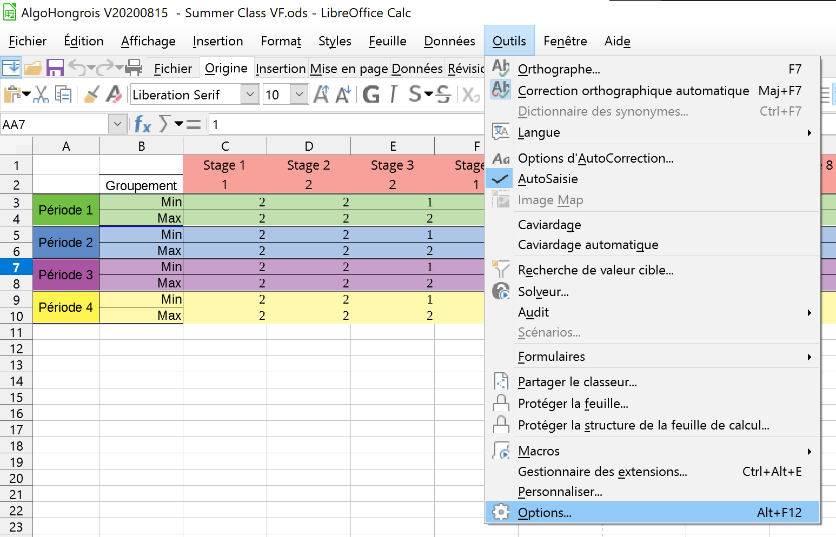 AlgoHongrois V20200815 - Summer Class VF.ods - LibreOffice Calc
Fichier Édition Affichage Insertion Format Styles Feuille Données Outils Fenêtre Aide
Fichier Origine Insertion Mise en page Données Révisi
Liberation Serif 10 G I S S X
AA7 fx Σ = 1
A B C D E F
1 Stage 1 Stage 2 Stage 3 Stage 8
2 Groupement 1 2 2 1
3 Période 1 Min 2 2 1
4 Max 2 2 2
5 Période 2 Min 2 2 1
6 Max 2 2 2
7 Période 3 Min 2 2 1
8 Max 2 2 2
9 Période 4 Min 2 2 1
10 Max 2 2 2
11
12
13
14
15
16
17
18
19
20
21
22
23
Orthographe... F7
Correction orthographique automatique Maj+F7
Dictionnaire des synonymes... Ctrl+F7
Langue
Options d'AutoCorrection...
AutoSaisie
Image Map
Caviardage
Caviardage automatique
Recherche de valeur cible...
Solveur...
Audit
Scénarios...
Formulaires
Partager le classeur...
Protéger la feuille...
Protéger la structure de la feuille de calcul...
Macros
Gestionnaire des extensions... Ctrl+Alt+E
Personnaliser...
Options... Alt+F12